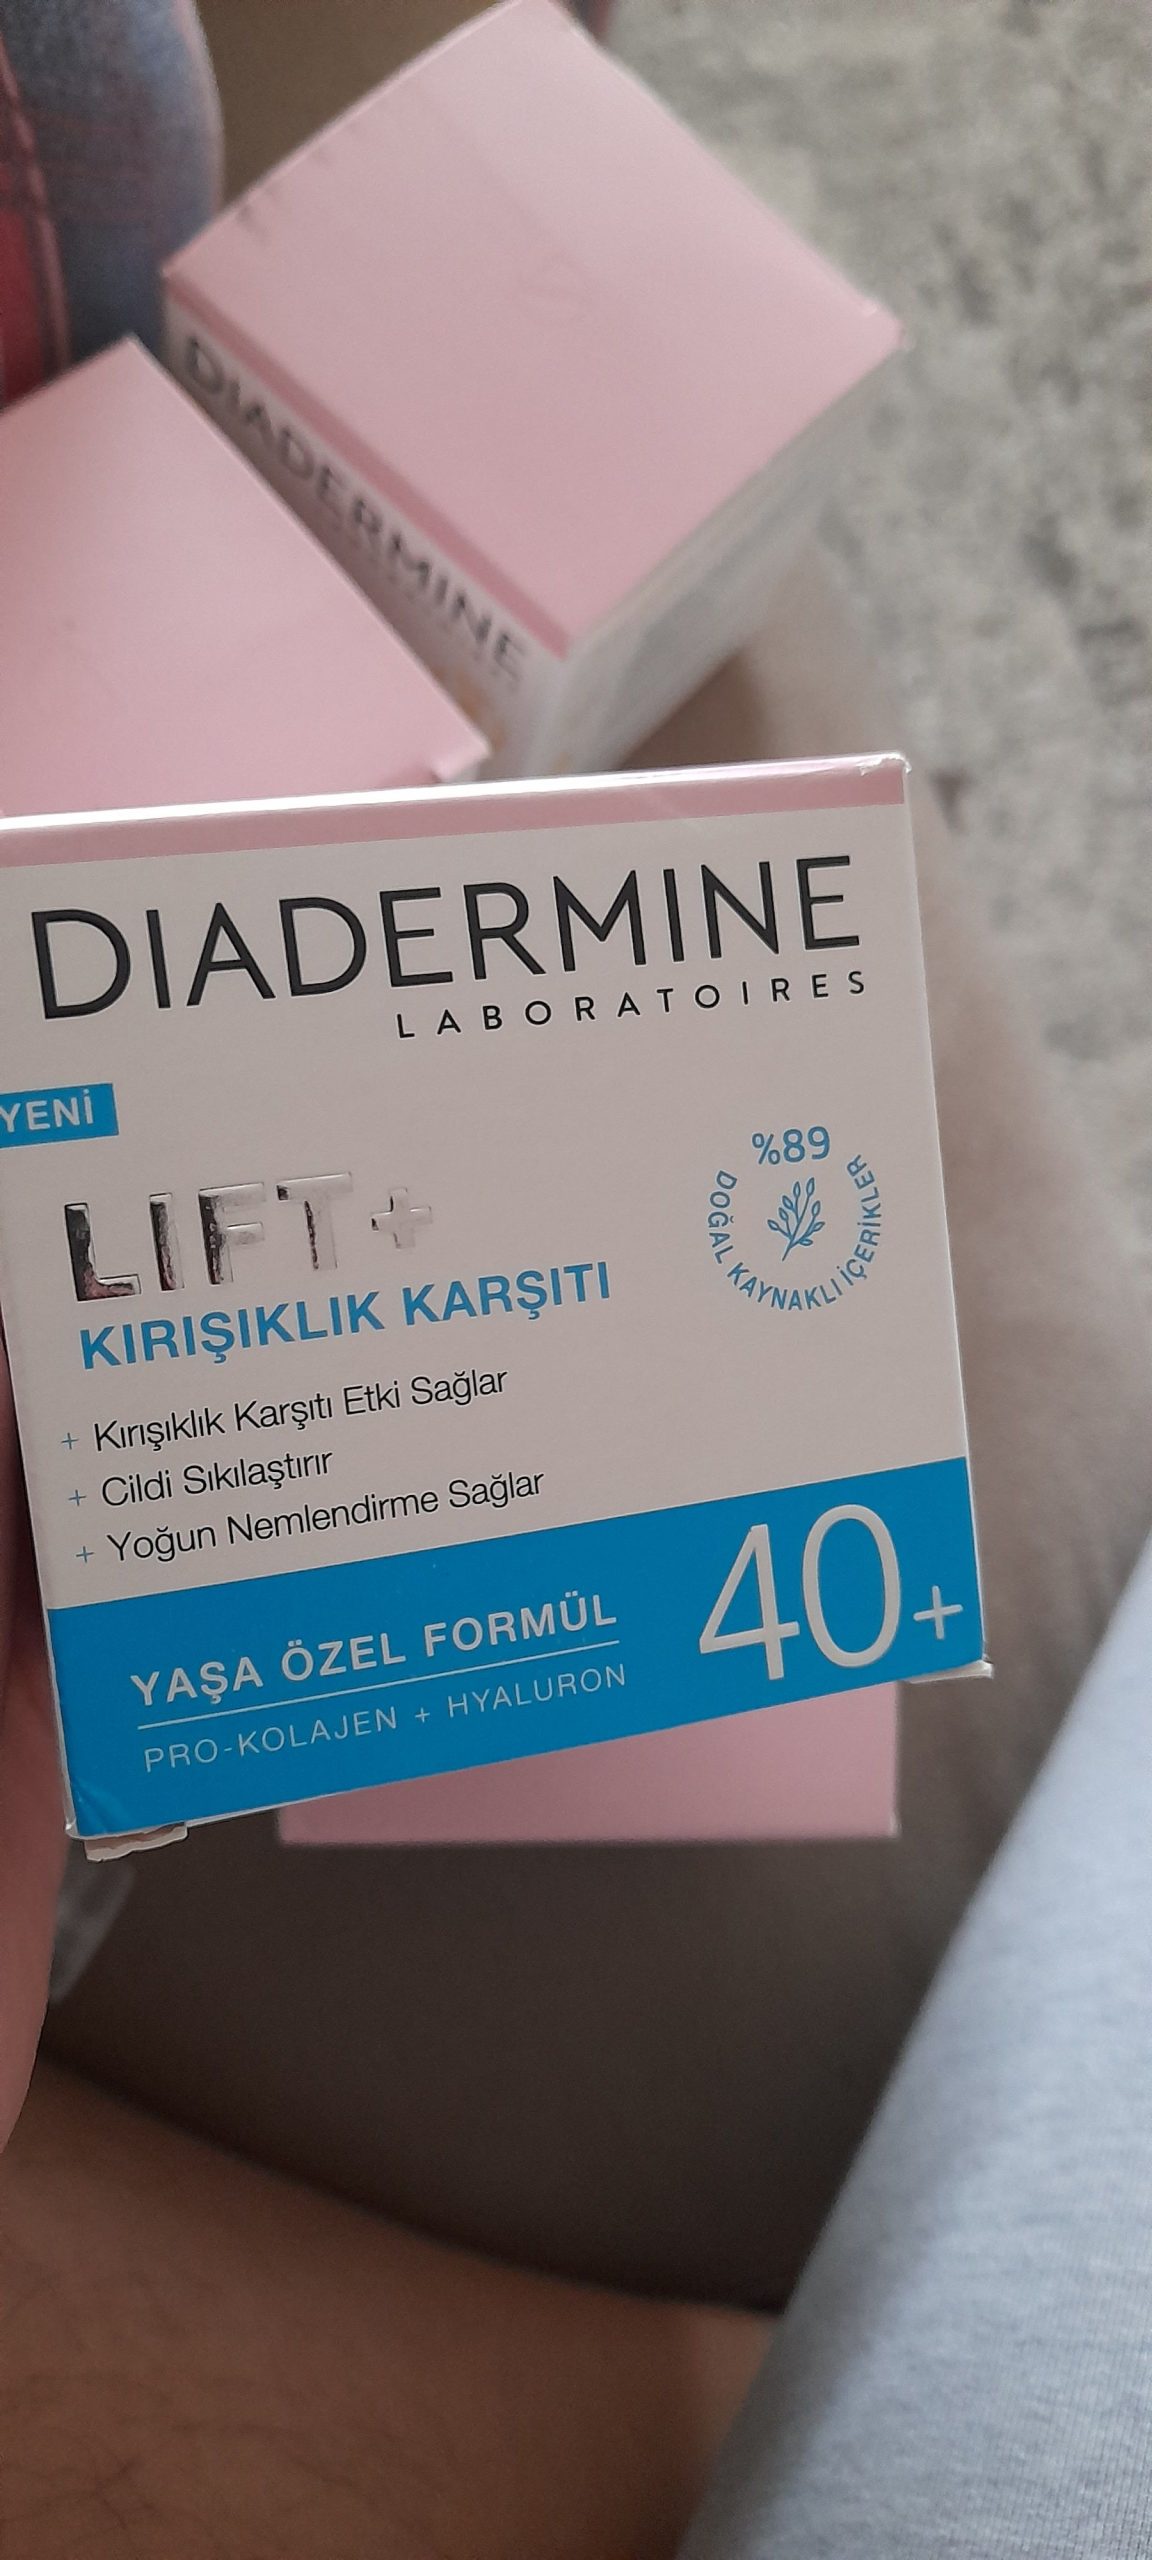 DIADERMINE
DIADERMINE
LABORATOIRES
YENİ
LIFT+
KIRIŞIKLIK KARŞITI
%89
DOĞAL KAYNAKLI İÇERİKLER
+ Kırışıklık Karşıtı Etki Sağlar
+ Cildi Sıkılaştırır
+ Yoğun Nemlendirme Sağlar
YAŞA ÖZEL FORMÜL
PRO-KOLAJEN + HYALURON
40+